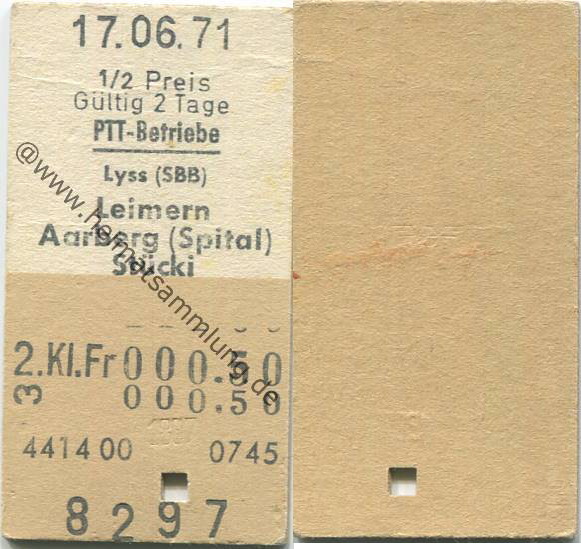 17.06.71
1/2 Preis
Gültig 2 Tage
PTT-Betriebe
Lyss (SBB)
Leimern
Aarberg (Spital)
Stücki
2.Kl.Fr 000.50
3 000.50
441400 0745
8297
@www.heimatsammlung.de